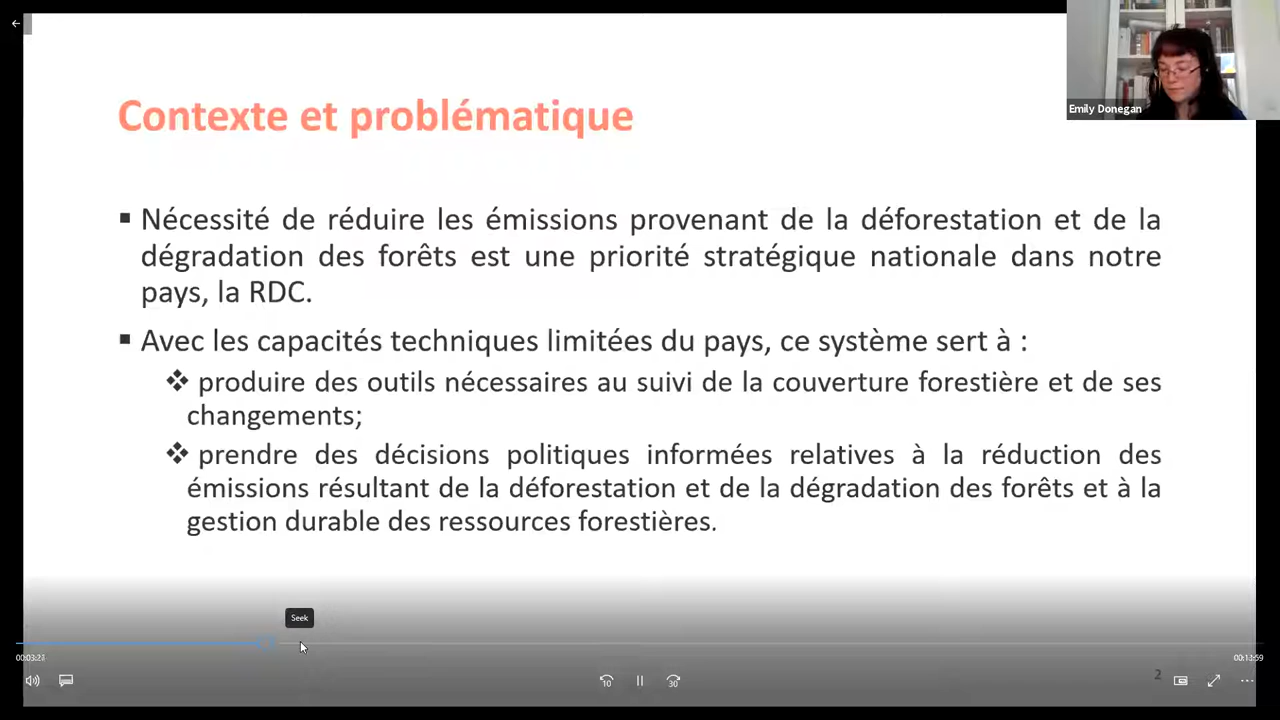 Contexte et problématique
Emily Donegan
▪ Nécessité de réduire les émissions provenant de la déforestation et de la
dégradation des forêts est une priorité stratégique nationale dans notre
pays, la RDC.
▪ Avec les capacités techniques limitées du pays, ce système sert à :
❖ produire des outils nécessaires au suivi de la couverture forestière et de ses
changements;
❖ prendre des décisions politiques informées relatives à la réduction des
émissions résultant de la déforestation et de la dégradation des forêts et à la
gestion durable des ressources forestières.
Seek
2
10
30